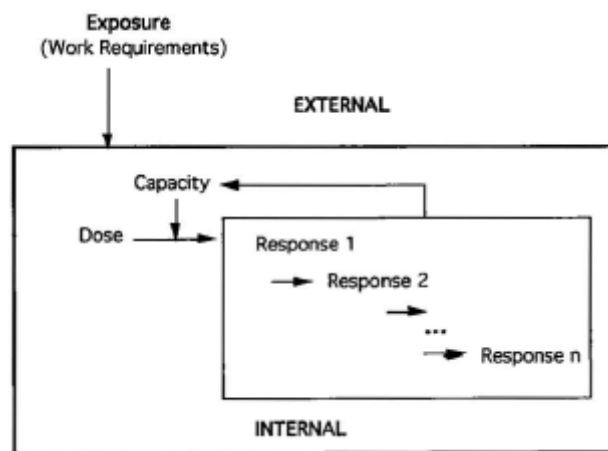 Exposure
(Work Requirements)
EXTERNAL
Capacity
Dose
Response 1
Response 2
...
Response n
INTERNAL